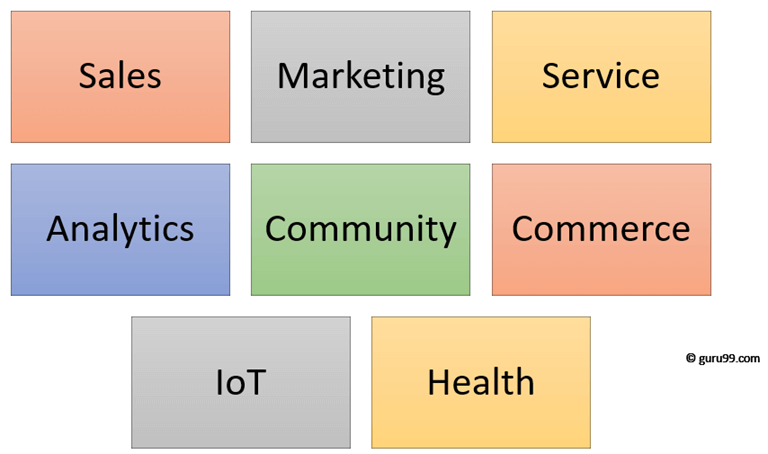 Sales
Marketing
Service
Analytics
Community
Commerce
IoT
Health
© guru99.com